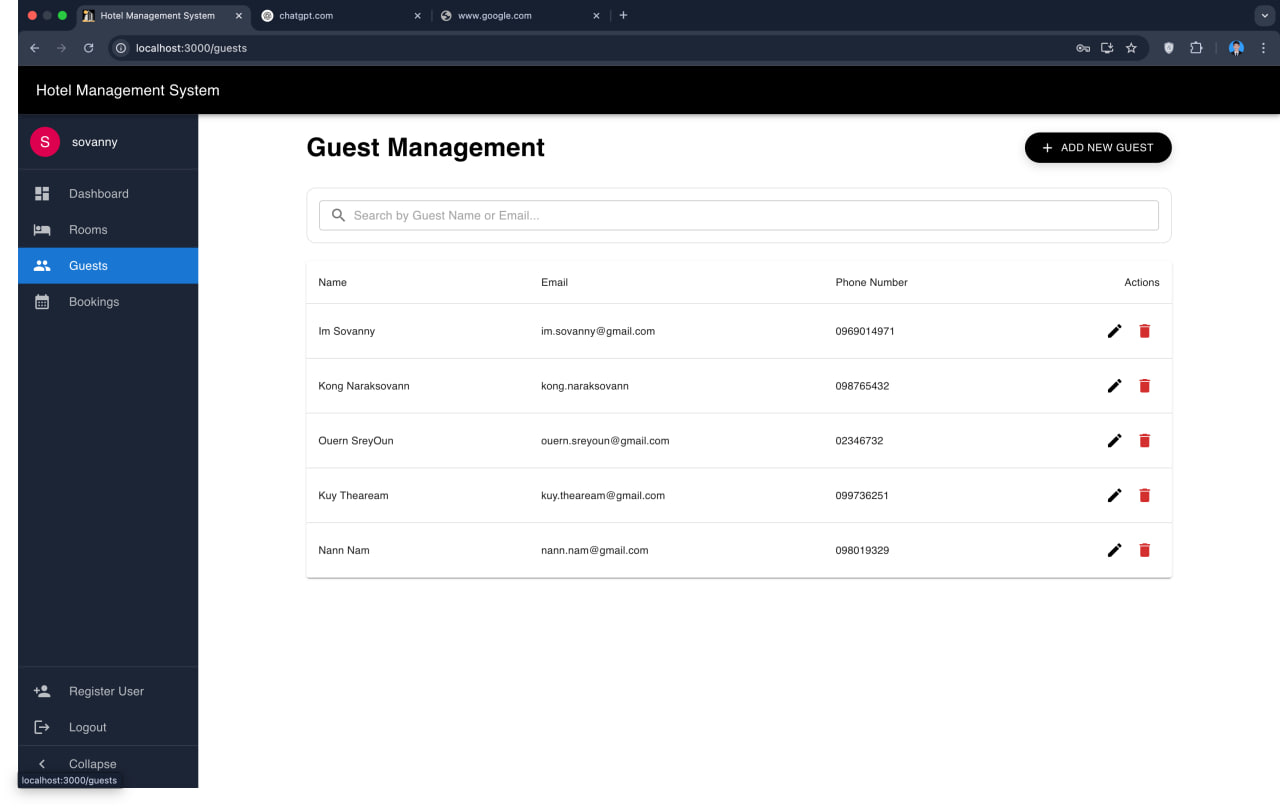 Hotel Management System
chatgpt.com
www.google.com
localhost:3000/guests
Hotel Management System
S sovanny
Dashboard
Rooms
Guests
Bookings
Register User
Logout
Collapse
localhost:3000/guests
Guest Management
+ ADD NEW GUEST
Search by Guest Name or Email...
Name Email Phone Number Actions
Im Sovanny im.sovanny@gmail.com 0969014971
Kong Naraksovann kong.naraksovann 098765432
Ouern SreyOun ouern.sreyoun@gmail.com 02346732
Kuy Theaream kuy.theaream@gmail.com 099736251
Nann Nam nann.nam@gmail.com 098019329